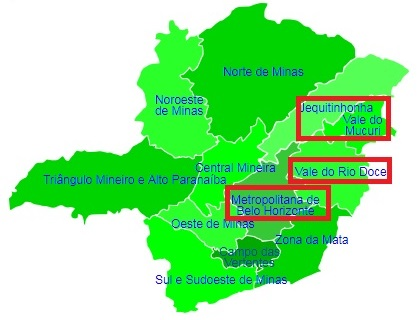 Norte de Minas
Jequitinhonha
Noroeste
de Minas
Vale do
Mucuri
Central Mineira
Vale do Rio Doce
Triângulo Mineiro e Alto Paranaíba
Metropolitana de
Belo Horizonte
Oeste de Minas
Zona da Mata
Campo das
Vertentes
Sul e Sudoeste de Minas